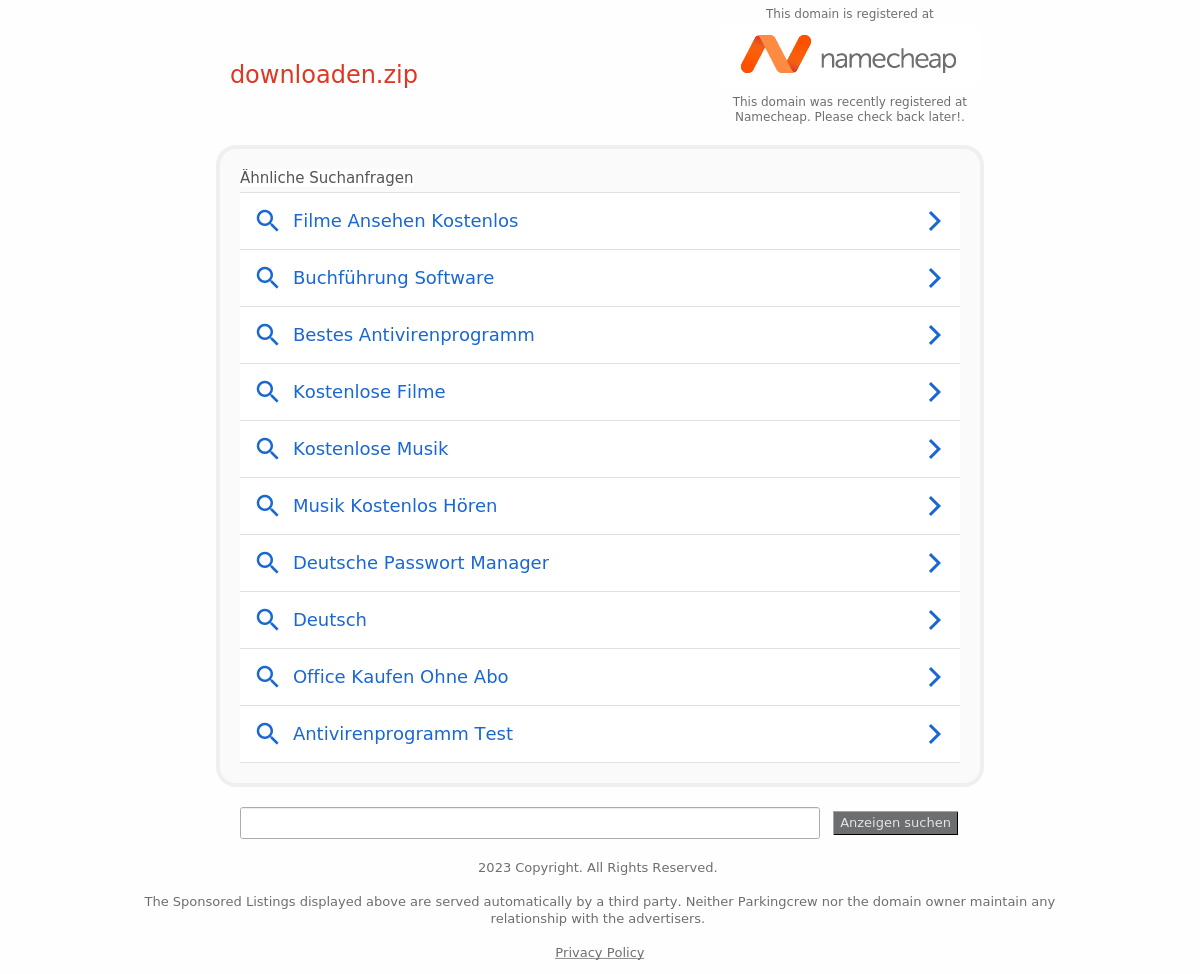 This domain is registered at
namecheap
downloaden.zip
This domain was recently registered at
Namecheap. Please check back later!.
Ähnliche Suchanfragen
Filme Ansehen Kostenlos
Buchführung Software
Bestes Antivirenprogramm
Kostenlose Filme
Kostenlose Musik
Musik Kostenlos Hören
Deutsche Passwort Manager
Deutsch
Office Kaufen Ohne Abo
Antivirenprogramm Test
Anzeigen suchen
2023 Copyright. All Rights Reserved.
The Sponsored Listings displayed above are served automatically by a third party. Neither Parkingcrew nor the domain owner maintain any
relationship with the advertisers.
Privacy Policy